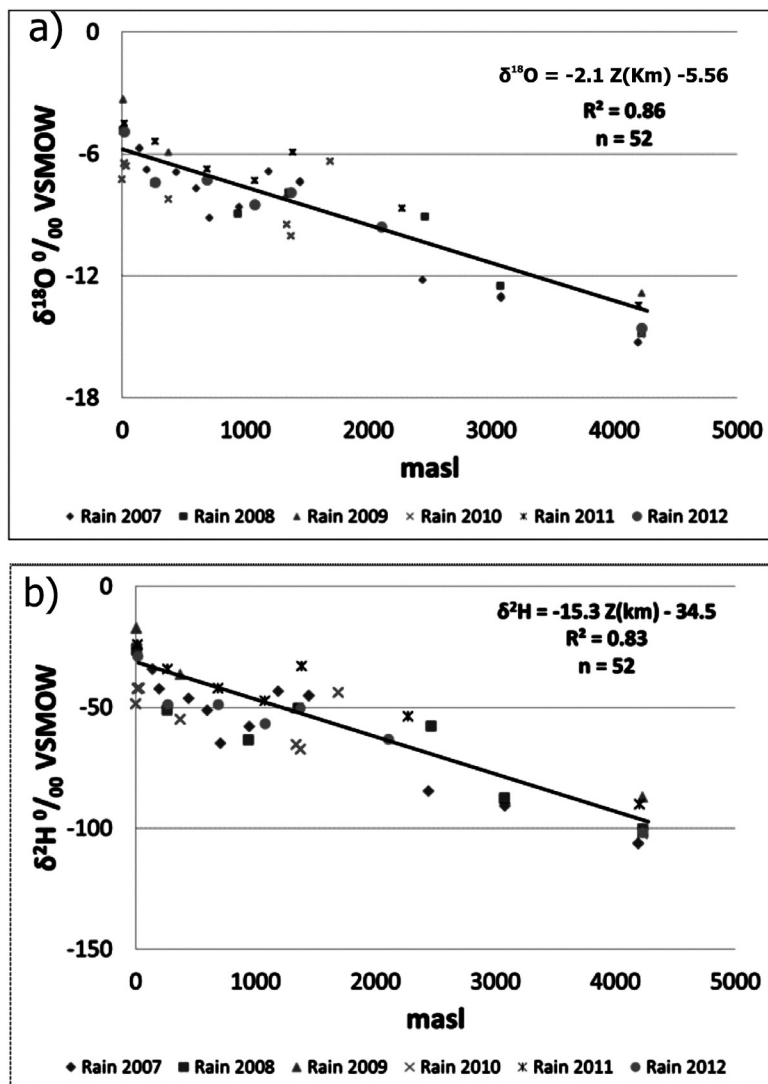 a)
0
-6
-12
-18
δ¹⁸O ⁰/₀₀ VSMOW
δ¹⁸O = -2.1 Z(Km) -5.56
R² = 0.86
n = 52
0 1000 2000 3000 4000 5000
masl
Rain 2007 Rain 2008 Rain 2009 Rain 2010 Rain 2011 Rain 2012
b)
0
-50
-100
-150
δ²H ⁰/₀₀ VSMOW
δ²H = -15.3 Z(km) - 34.5
R² = 0.83
n = 52
0 1000 2000 3000 4000 5000
masl
Rain 2007 Rain 2008 Rain 2009 Rain 2010 Rain 2011 Rain 2012